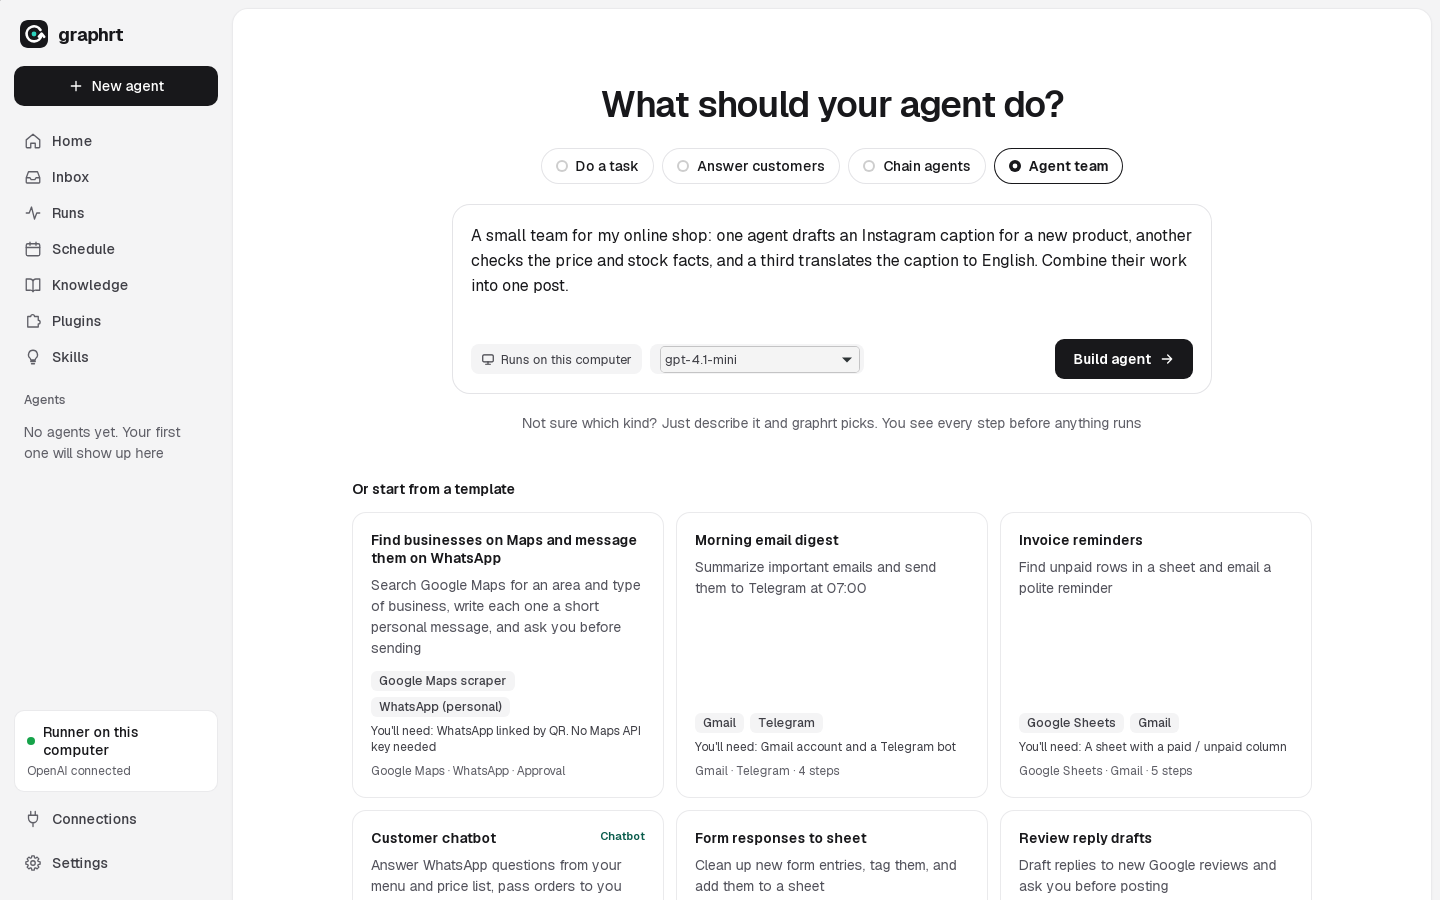 graphrt
New agent
Home
Inbox
Runs
Schedule
Knowledge
Plugins
Skills
Agents
No agents yet. Your first
one will show up here
Runner on this
computer
OpenAI connected
Connections
Settings
What should your agent do?
Do a task
Answer customers
Chain agents
Agent team
A small team for my online shop: one agent drafts an Instagram caption for a new product, another
checks the price and stock facts, and a third translates the caption to English. Combine their work
into one post.
Runs on this computer
gpt-4.1-mini
Build agent
Not sure which kind? Just describe it and graphrt picks. You see every step before anything runs
Or start from a template
Find businesses on Maps and message
them on WhatsApp
Search Google Maps for an area and type
of business, write each one a short
personal message, and ask you before
sending
Google Maps scraper
WhatsApp (personal)
You'll need: WhatsApp linked by QR. No Maps API
key needed
Google Maps · WhatsApp · Approval
Morning email digest
Summarize important emails and send
them to Telegram at 07:00
Gmail
Telegram
You'll need: Gmail account and a Telegram bot
Gmail · Telegram · 4 steps
Invoice reminders
Find unpaid rows in a sheet and email a
polite reminder
Google Sheets
Gmail
You'll need: A sheet with a paid / unpaid column
Google Sheets · Gmail · 5 steps
Customer chatbot
Chatbot
Answer WhatsApp questions from your
menu and price list, pass orders to you
Form responses to sheet
Clean up new form entries, tag them, and
add them to a sheet
Review reply drafts
Draft replies to new Google reviews and
ask you before posting